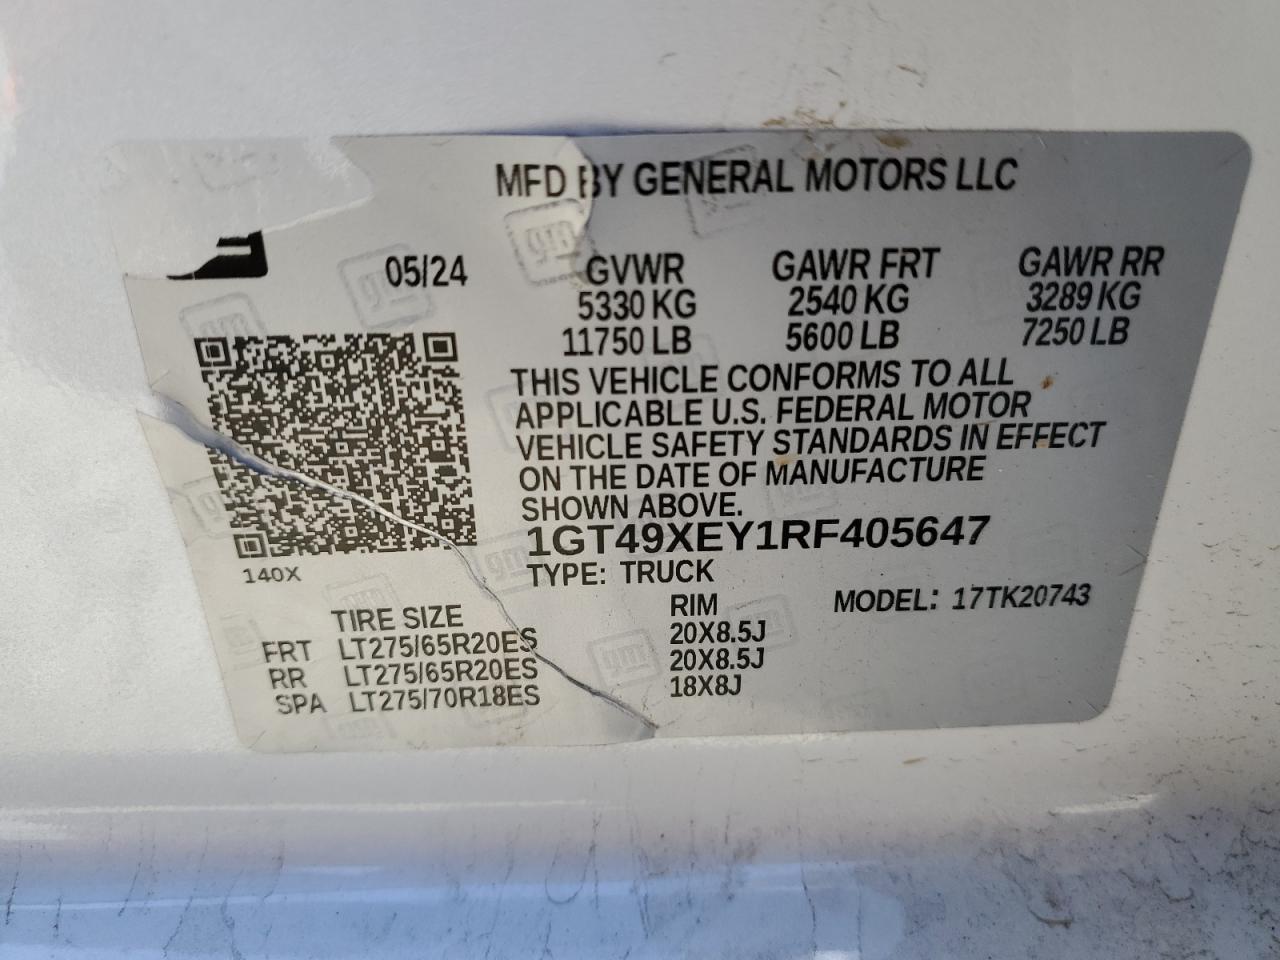 MFD BY GENERAL MOTORS LLC
05/24
GVWR GAWR FRT GAWR RR
5330 KG 2540 KG 3289 KG
11750 LB 5600 LB 7250 LB
THIS VEHICLE CONFORMS TO ALL
APPLICABLE U.S. FEDERAL MOTOR
VEHICLE SAFETY STANDARDS IN EFFECT
ON THE DATE OF MANUFACTURE
SHOWN ABOVE.
1GT49XEY1RF405647
140X
TYPE: TRUCK
MODEL: 17TK20743
TIRE SIZE RIM
FRT LT275/65R20ES 20X8.5J
RR LT275/65R20ES 20X8.5J
SPA LT275/70R18ES 18X8J